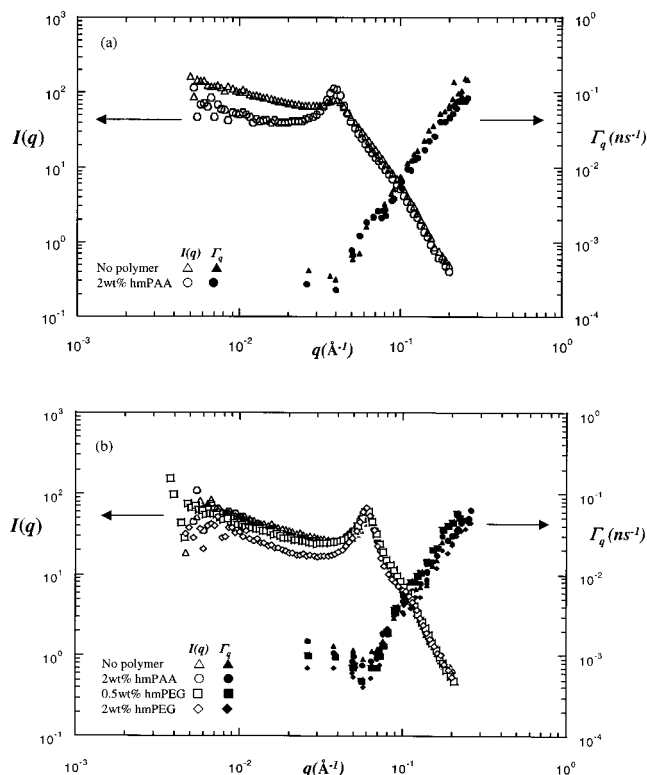 (a)
10³
10²
10¹
10⁰
10⁻¹
I(q)
10⁰
10⁻¹
10⁻²
10⁻³
10⁻⁴
Γq (ns⁻¹)
I(q) Γq
No polymer △ ▲
2wt% hmPAA ○ ●
10⁻³ 10⁻² 10⁻¹ 10⁰
q(Å⁻¹)
(b)
10³
10²
10¹
10⁰
10⁻¹
I(q)
10⁰
10⁻¹
10⁻²
10⁻³
10⁻⁴
Γq (ns⁻¹)
I(q) Γq
No polymer △ ▲
2wt% hmPAA ○ ●
0.5wt% hmPEG □ ■
2wt% hmPEG ◇ ◆
10⁻³ 10⁻² 10⁻¹ 10⁰
q(Å⁻¹)